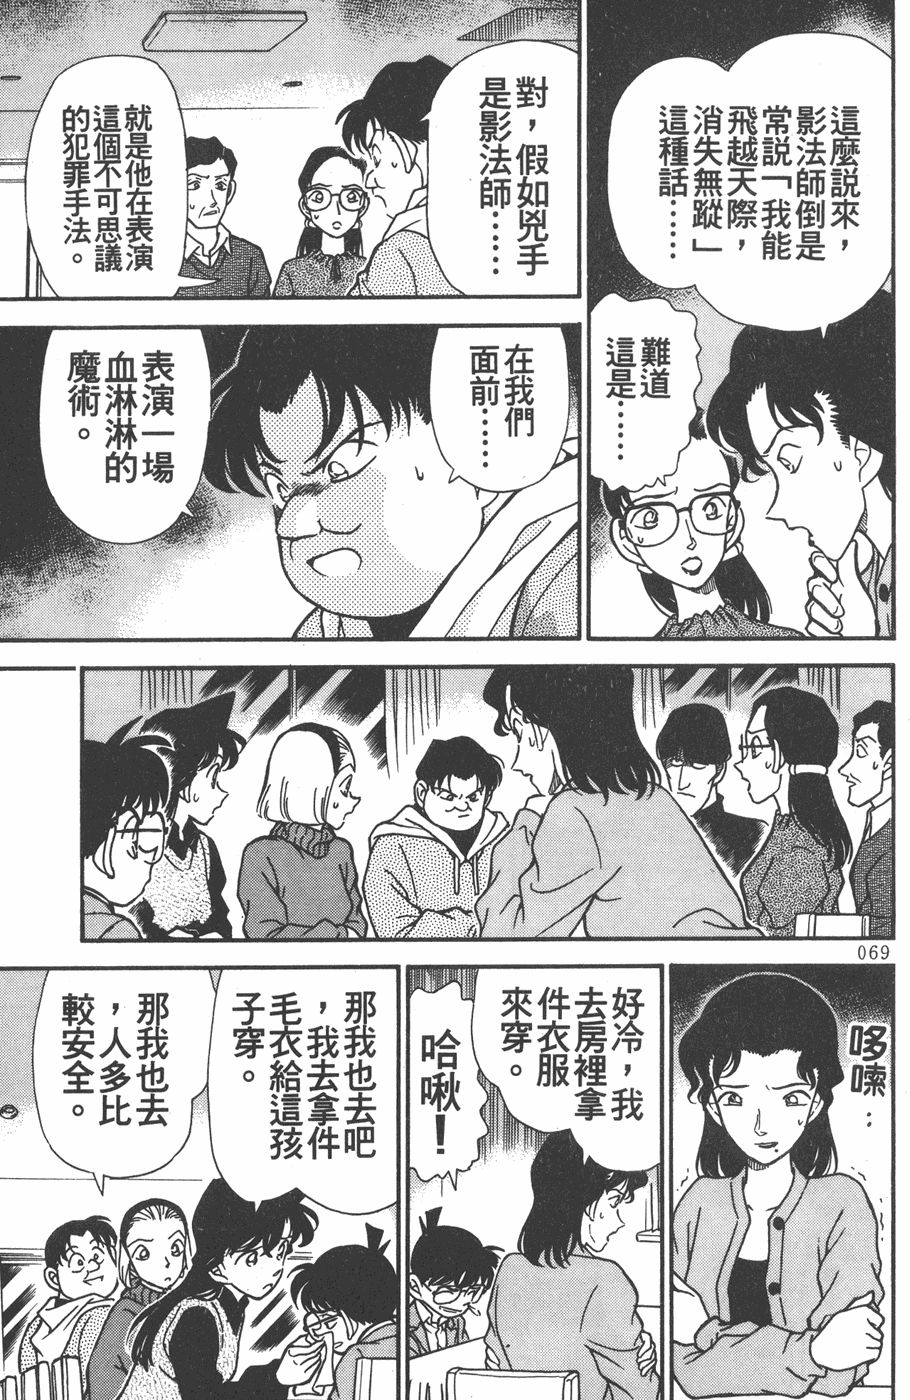 這麼說來，
影法師倒是
常說「我能
飛越天際，
消失無蹤」
這種話……
難道
這是……
對，假如兇手
是影法師……
就是他在表演
這個不可思議
的犯罪手法。
在我們
面前……
表演一場
血淋淋的
魔術。
069
哆嗦…
好冷，我
去房裡拿
件衣服
來穿。
哈啾！
那我也去吧
，我去拿件
毛衣給這孩
子穿。
那我也去
，人多比
較安全。